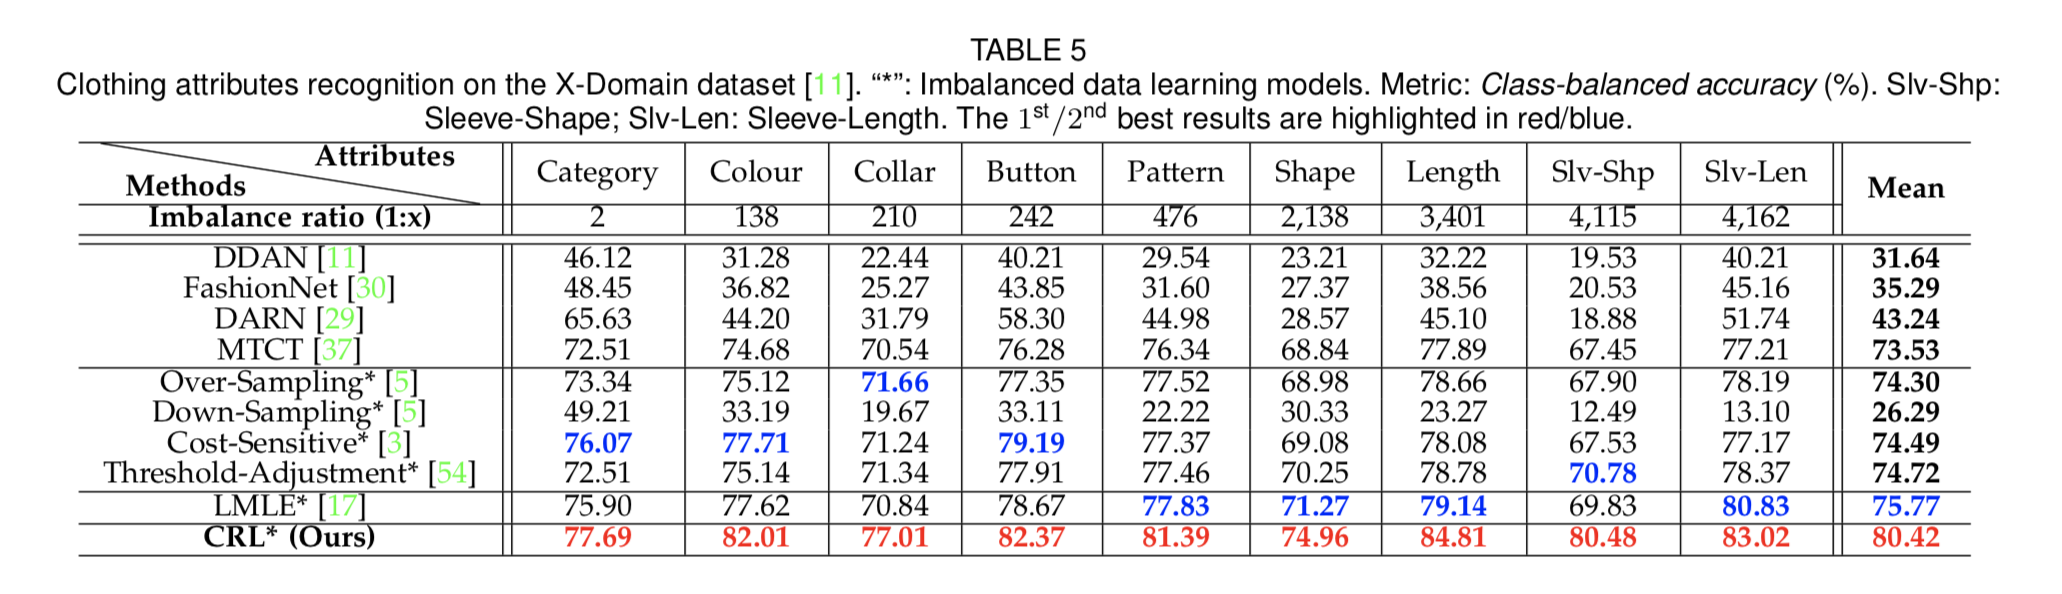 TABLE 5
Clothing attributes recognition on the X-Domain dataset [11]. “*”: Imbalanced data learning models. Metric: Class-balanced accuracy (%). Slv-Shp:
Sleeve-Shape; Slv-Len: Sleeve-Length. The 1st/2nd best results are highlighted in red/blue.
Attributes
Methods Category Colour Collar Button Pattern Shape Length Slv-Shp Slv-Len Mean
Imbalance ratio (1:x) 2 138 210 242 476 2,138 3,401 4,115 4,162
DDAN [11] 46.12 31.28 22.44 40.21 29.54 23.21 32.22 19.53 40.21 31.64
FashionNet [30] 48.45 36.82 25.27 43.85 31.60 27.37 38.56 20.53 45.16 35.29
DARN [29] 65.63 44.20 31.79 58.30 44.98 28.57 45.10 18.88 51.74 43.24
MTCT [37] 72.51 74.68 70.54 76.28 76.34 68.84 77.89 67.45 77.21 73.53
Over-Sampling* [5] 73.34 75.12 71.66 77.35 77.52 68.98 78.66 67.90 78.19 74.30
Down-Sampling* [5] 49.21 33.19 19.67 33.11 22.22 30.33 23.27 12.49 13.10 26.29
Cost-Sensitive* [3] 76.07 77.71 71.24 79.19 77.37 69.08 78.08 67.53 77.17 74.49
Threshold-Adjustment* [54] 72.51 75.14 71.34 77.91 77.46 70.25 78.78 70.78 78.37 74.72
LMLE* [17] 75.90 77.62 70.84 78.67 77.83 71.27 79.14 69.83 80.83 75.77
CRL* (Ours) 77.69 82.01 77.01 82.37 81.39 74.96 84.81 80.48 83.02 80.42